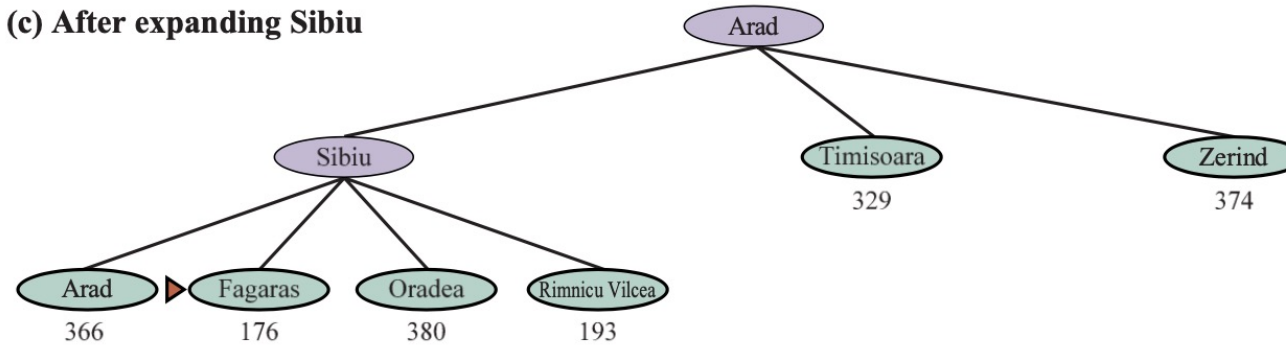 (c) After expanding Sibiu
Arad
Sibiu
Timisoara
Zerind
329
374
Arad
Fagaras
Oradea
Rimnicu Vilcea
366
176
380
193